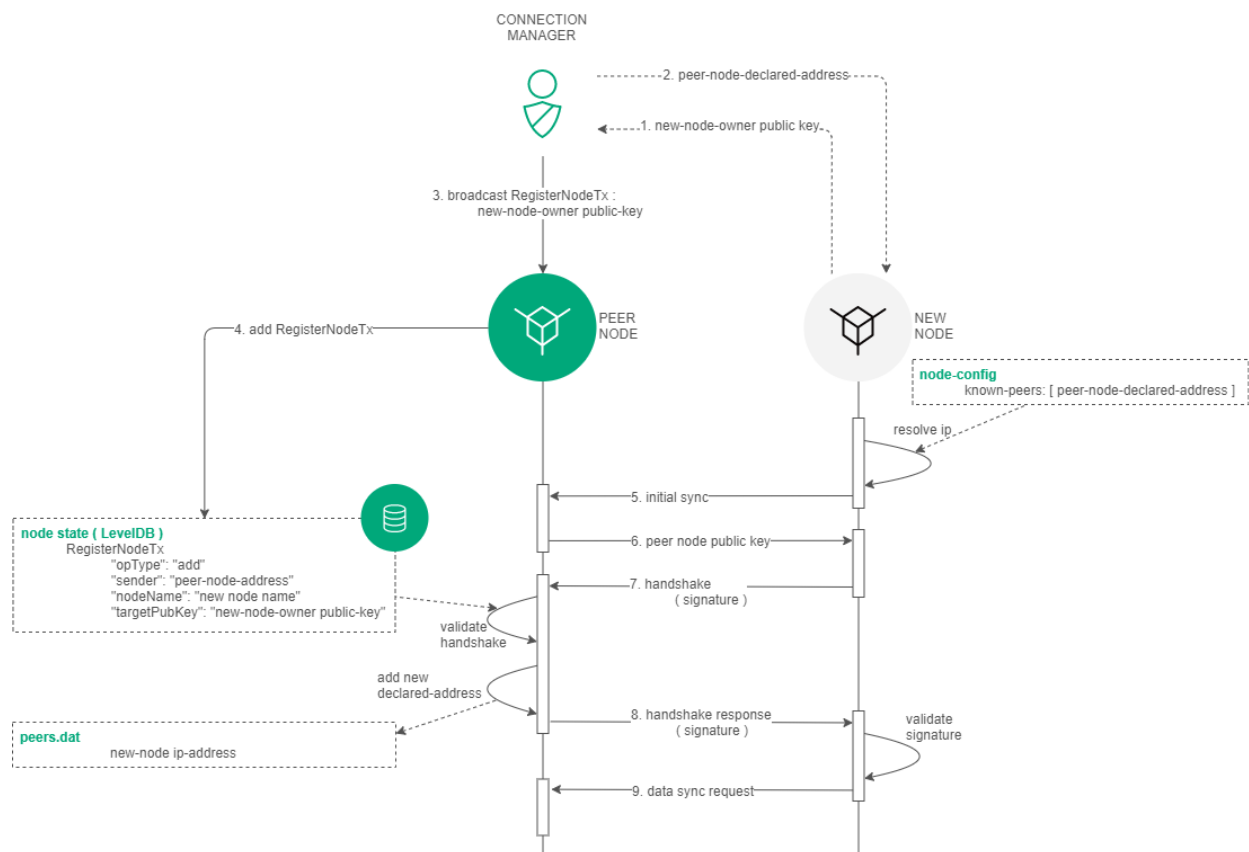 CONNECTION
MANAGER
2. peer-node-declared-address
1. new-node-owner public key
3. broadcast RegisterNodeTx :
new-node-owner public-key
PEER
NODE
NEW
NODE
4. add RegisterNodeTx
node-config
known-peers: [ peer-node-declared-address ]
resolve ip
5. initial sync
node state ( LevelDB )
RegisterNodeTx
"opType": "add"
"sender": "peer-node-address"
"nodeName": "new node name"
"targetPubKey": "new-node-owner public-key"
6. peer node public key
7. handshake
( signature )
validate
handshake
add new
declared-address
8. handshake response
( signature )
validate
signature
peers.dat
new-node ip-address
9. data sync request